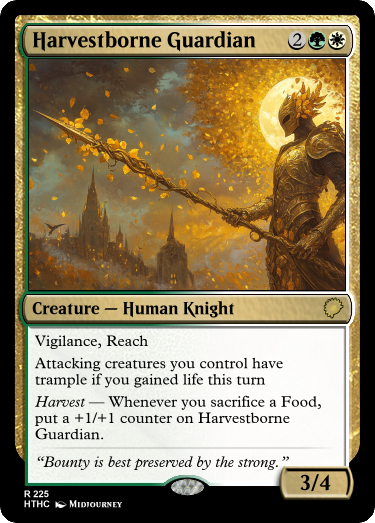 Harvestborne Guardian 2
Creature — Human Knight
Vigilance, Reach
Attacking creatures you control have
trample if you gained life this turn
Harvest — Whenever you sacrifice a Food,
put a +1/+1 counter on Harvestborne
Guardian.
“Bounty is best preserved by the strong.”
3/4
R 225
HTHC Midjourney